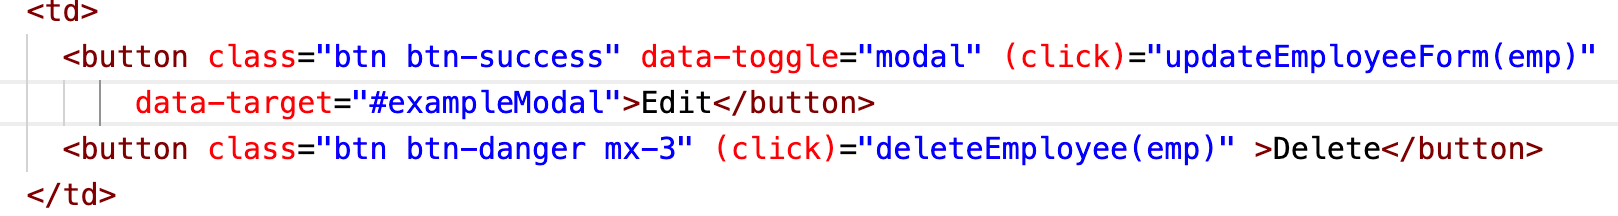 <td>
<button class="btn btn-success" data-toggle="modal" (click)="updateEmployeeForm(emp)"
data-target="#exampleModal">Edit</button>
<button class="btn btn-danger mx-3" (click)="deleteEmployee(emp)" >Delete</button>
</td>